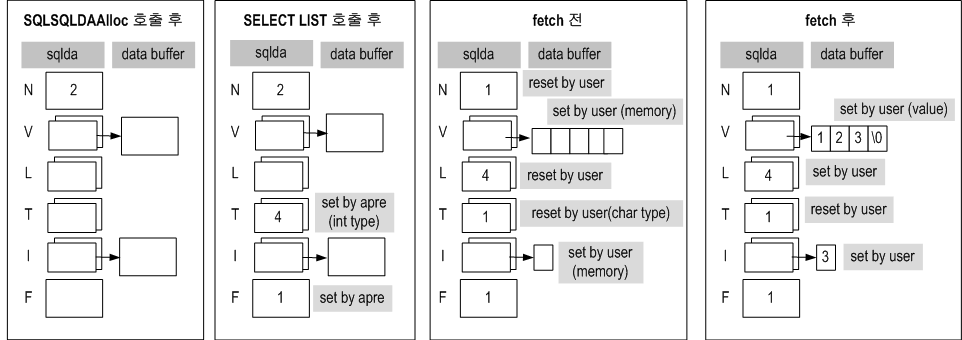 SQLSQLDAAlloc 호출 후
sqlda data buffer
N 2
V
L
T
I
F
SELECT LIST 호출 후
sqlda data buffer
N 2
V
L
T 4 set by apre
(int type)
I
F 1 set by apre
fetch 전
sqlda data buffer
N 1 reset by user
set by user (memory)
V
L 4 reset by user
T 1 reset by user(char type)
I set by user
(memory)
F 1
fetch 후
sqlda data buffer
N 1
set by user (value)
V 1 2 3 \0
L 4 set by user
T 1 reset by user
I 3 set by user
F 1